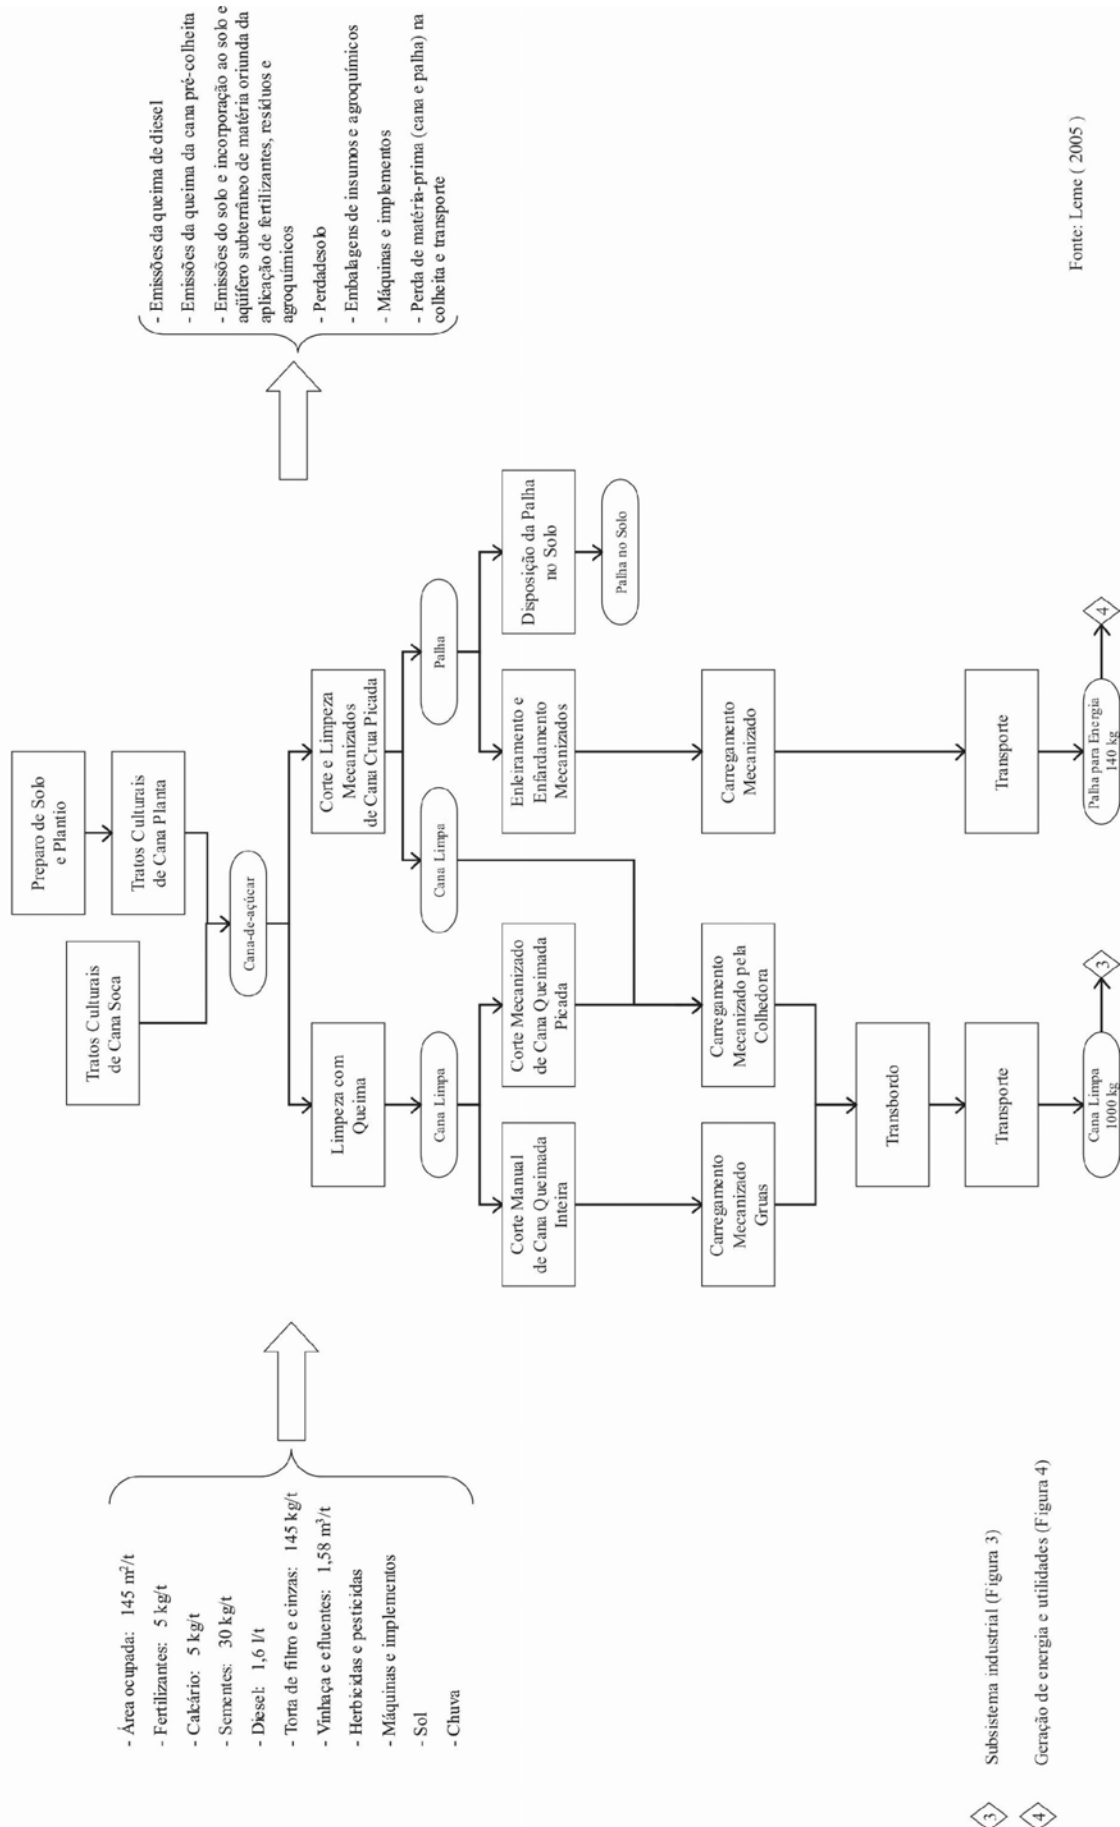 - Área ocupada: 145 m²/t
- Fertilizantes: 5 kg/t
- Calcário: 5 kg/t
- Sementes: 30 kg/t
- Diesel: 1,6 l/t
- Torta de filtro e cinzas: 145 kg/t
- Vinhaça e efluentes: 1,58 m³/t
- Herbicidas e pesticidas
- Máquinas e implementos
- Sol
- Chuva
Tratos Culturais
de Cana Soca
Preparo de Solo
e Plantio
Tratos Culturais
de Cana Planta
Cana-de-açúcar
Limpeza com
Queima
Corte e Limpeza
Mecanizados
de Cana Crua Picada
Cana Limpa
Cana Limpa
Palha
Corte Manual
de Cana Queimada
Inteira
Corte Mecanizado
de Cana Queimada
Picada
Enleiramento e
Enfardamento
Mecanizados
Disposição da Palha
no Solo
Palha no Solo
Carregamento
Mecanizado
Gruas
Carregamento
Mecanizado pela
Colhedora
Carregamento
Mecanizado
Transbordo
Transporte
Transporte
Cana Limpa
1000 kg
3
Palha para Energia
140 kg
4
- Emissões da queima de diesel
- Emissões da queima da cana pré-colheita
- Emissões do solo e incorporação ao solo e
aqüífero subterrâneo de matéria oriunda da
aplicação de fertilizantes, resíduos e
agroquímicos
- Perdadesolo
- Embalagens de insumos e agroquímicos
- Máquinas e implementos
- Perda de matéria-prima (cana e palha) na
colheita e transporte
3 Subsistema industrial (Figura 3)
4 Geração de energia e utilidades (Figura 4)
Fonte: Leme ( 2005 )